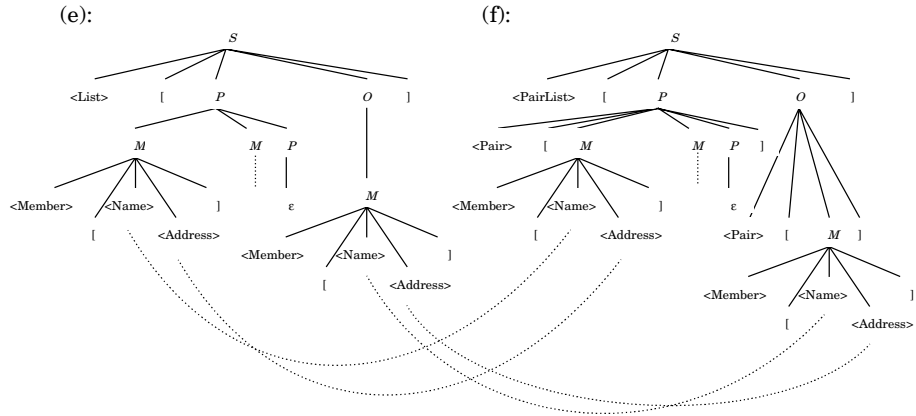 (e): (f):
S S
<List> [ P O ] <PairList> [ P O ]
M M P <Pair> [ M M P ]
<Member> <Name> ] ε M <Member> <Name> ] ε
[ <Address> [ <Address> <Pair> [ M ]
<Member> <Name> ]
[ <Address> <Member> <Name> ]
[ <Address>